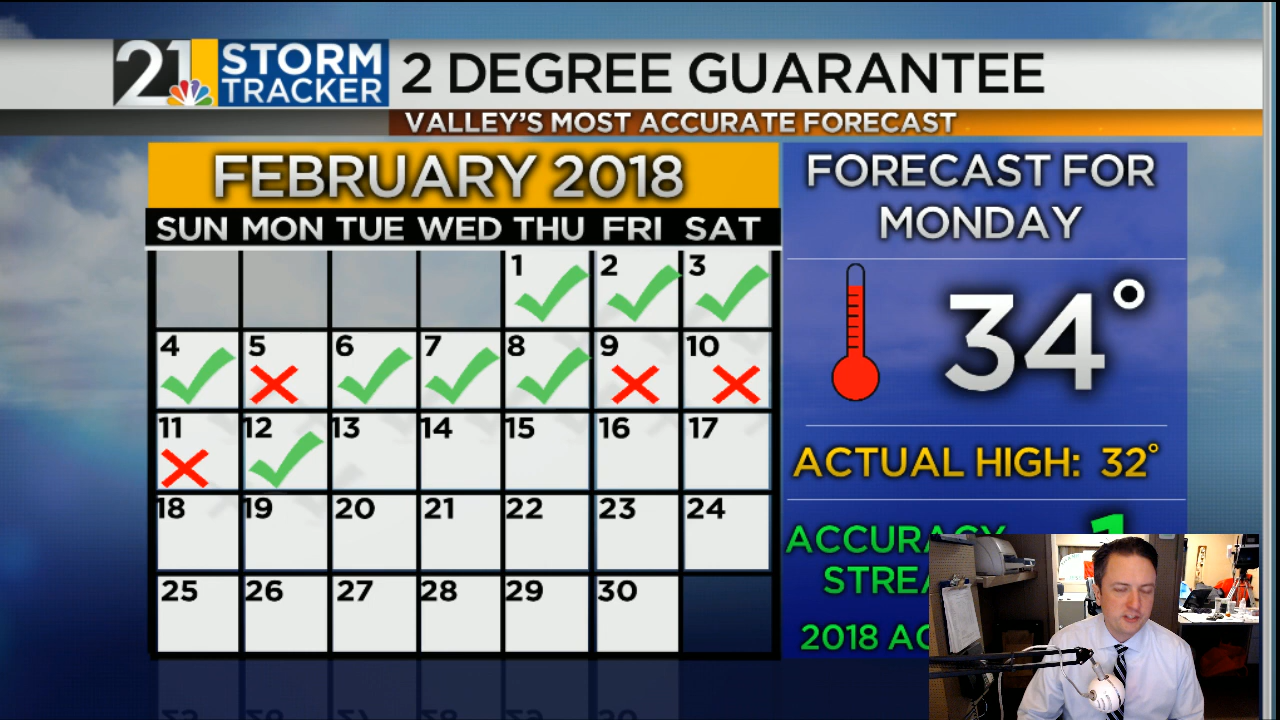 21 STORM TRACKER 2 DEGREE GUARANTEE
VALLEY'S MOST ACCURATE FORECAST
FEBRUARY 2018
SUN MON TUE WED THU FRI SAT
1 2 3
4 5 6 7 8 9 10
11 12 13 14 15 16 17
18 19 20 21 22 23 24
25 26 27 28 29 30
FORECAST FOR
MONDAY
34°
ACTUAL HIGH: 32°
1
2018